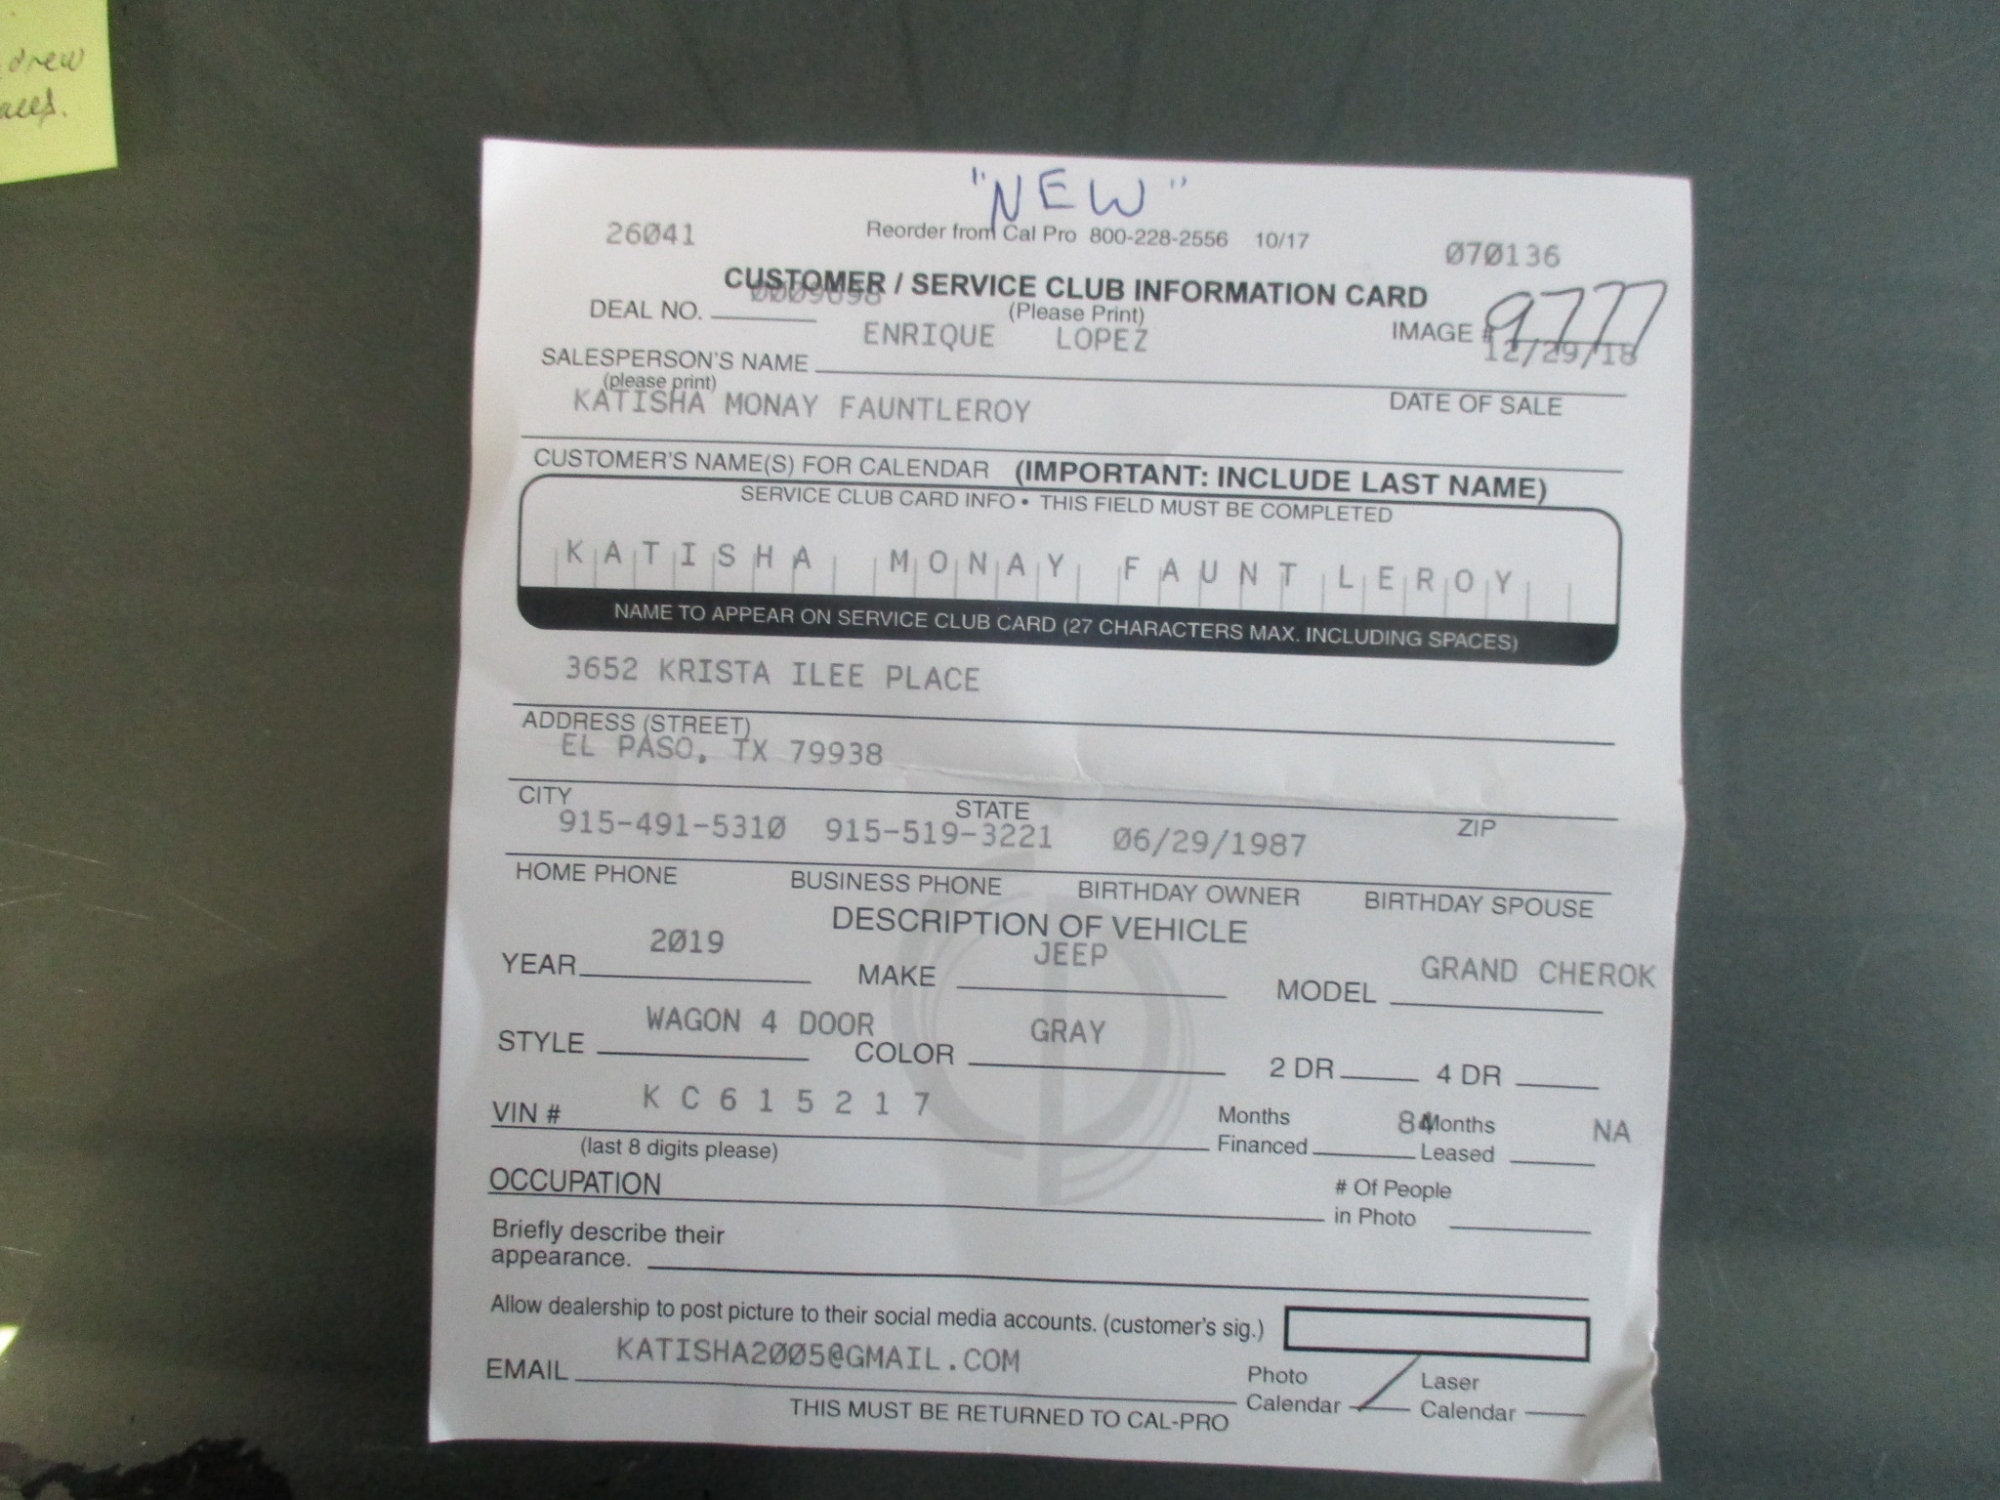 drew
"NEW"
26041 Reorder from Cal Pro 800-228-2556 10/17 070136
CUSTOMER / SERVICE CLUB INFORMATION CARD
DEAL NO. 0009698 (Please Print) IMAGE # 9777
ENRIQUE LOPEZ 12/29/18
SALESPERSON'S NAME
(please print) DATE OF SALE
KATISHA MONAY FAUNTLEROY
CUSTOMER'S NAME(S) FOR CALENDAR (IMPORTANT: INCLUDE LAST NAME)
SERVICE CLUB CARD INFO • THIS FIELD MUST BE COMPLETED
KATISHA MONAY FAUNTLEROY
NAME TO APPEAR ON SERVICE CLUB CARD (27 CHARACTERS MAX. INCLUDING SPACES)
3652 KRISTA ILEE PLACE
ADDRESS (STREET)
EL PASO, TX 79938
CITY STATE ZIP
915-491-5310 915-519-3221 06/29/1987
HOME PHONE BUSINESS PHONE BIRTHDAY OWNER BIRTHDAY SPOUSE
DESCRIPTION OF VEHICLE
YEAR 2019 MAKE JEEP MODEL GRAND CHEROK
STYLE WAGON 4 DOOR COLOR GRAY 2 DR 4 DR
VIN # K C 6 1 5 2 1 7 Months Financed 84 Months Leased NA
(last 8 digits please)
OCCUPATION # Of People in Photo
Briefly describe their
appearance.
Allow dealership to post picture to their social media accounts. (customer's sig.)
EMAIL KATISHA2005@GMAIL.COM Photo Calendar Laser Calendar
THIS MUST BE RETURNED TO CAL-PRO